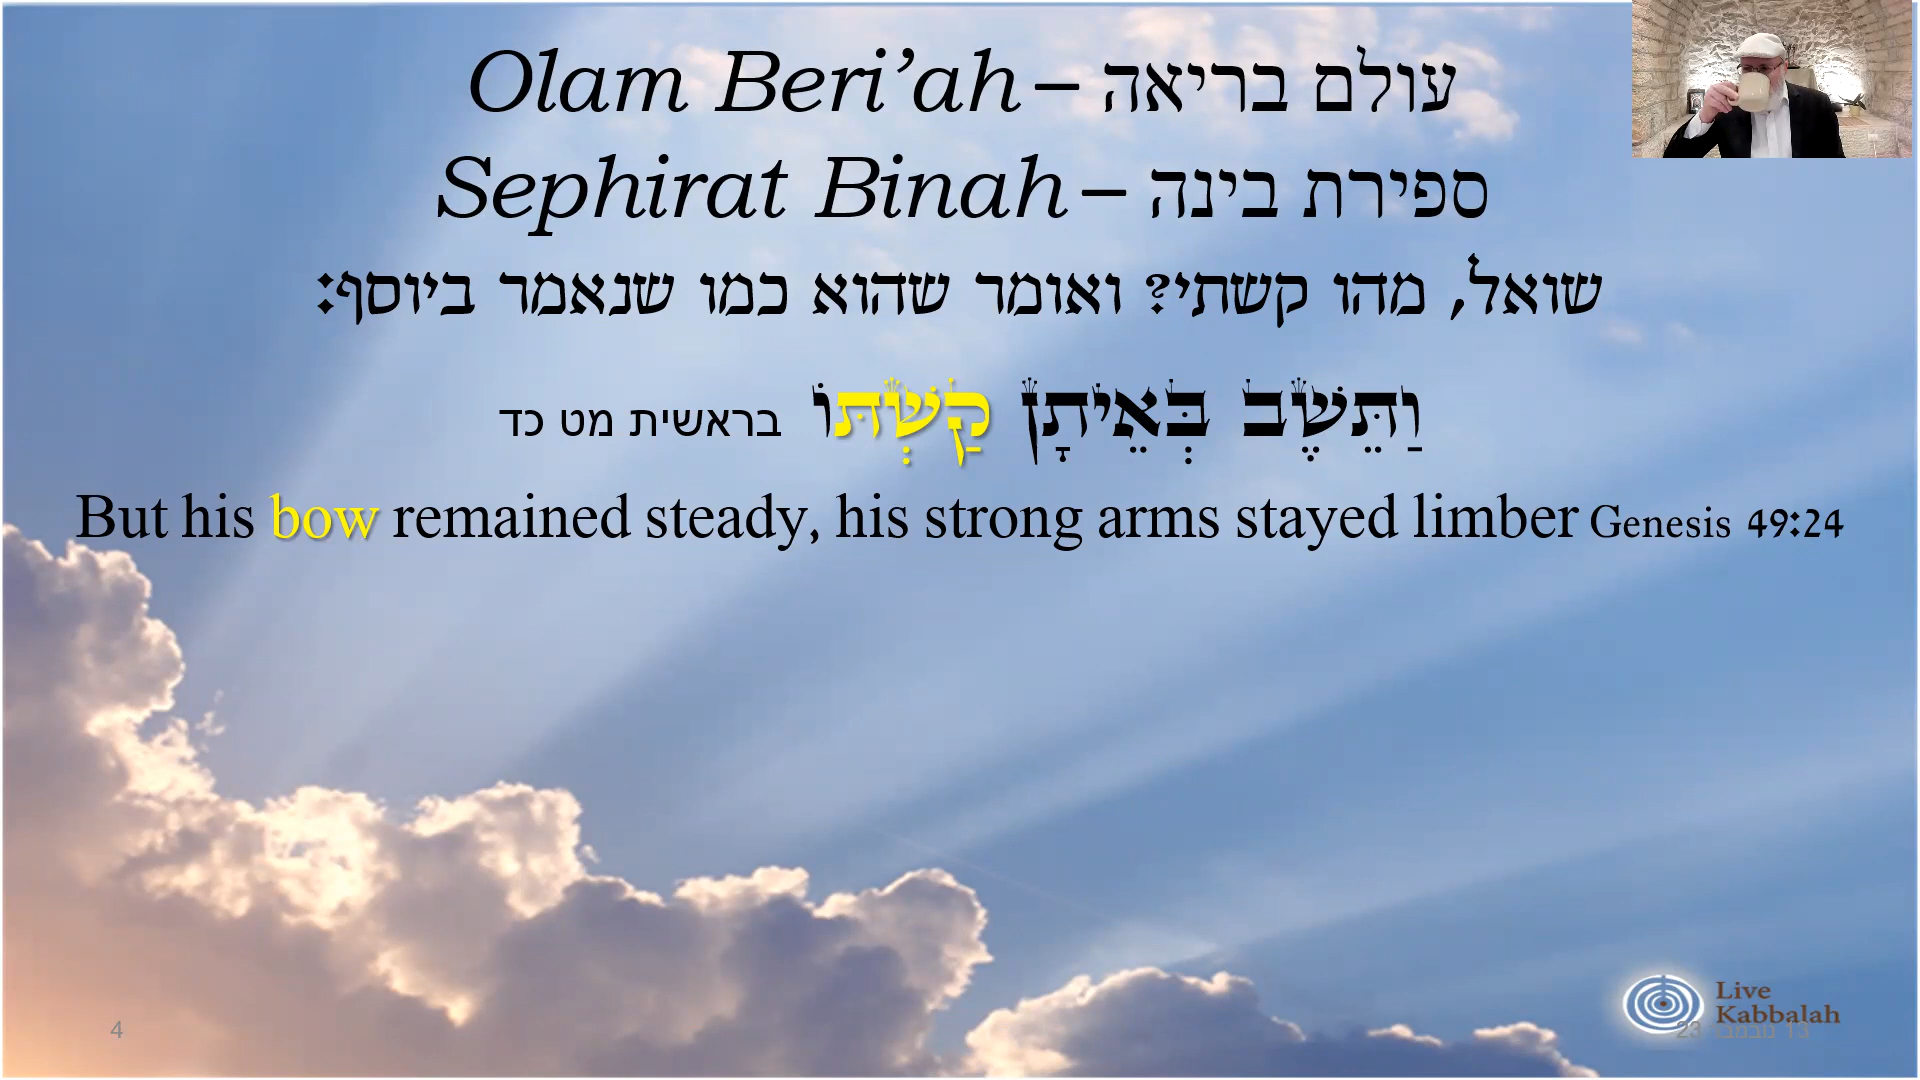 Olam Beri’ah – עולם בריאה
Sephirat Binah – ספירת בינה
שואל, מהו קשתי? ואומר שהוא כמו שנאמר ביוסף:
וַתֵּשֶׁב בְּאֵיתָן קַשְׁתּוֹ בראשית מט כד
But his bow remained steady, his strong arms stayed limber Genesis 49:24
Live
Kabbalah
4